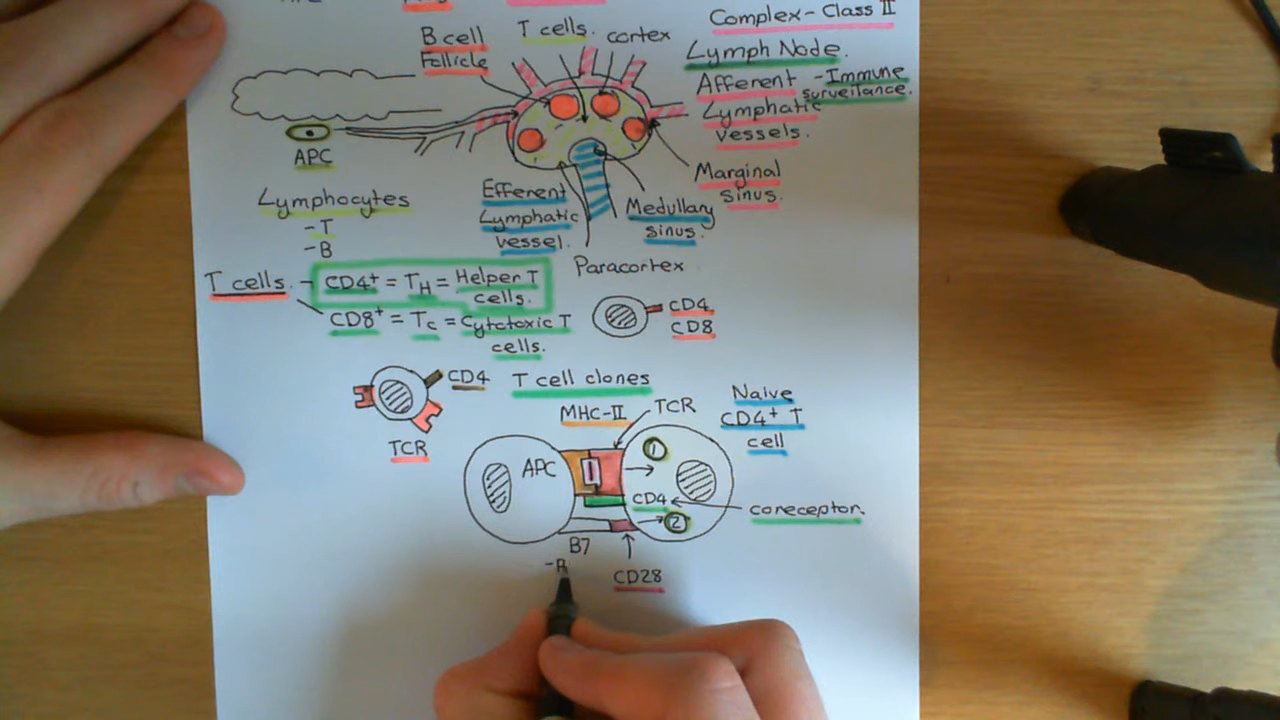 Complex - Class II
B cell
Follicle
T cells.
cortex
Lymph Node.
Afferent
Lymphatic
vessels.
- Immune
surveilance.
APC
Marginal
sinus.
Lymphocytes
- T
- B
Efferent
Lymphatic
vessel.
Medullary
sinus.
Paracortex
T cells. - CD4+ = TH = Helper T
cells.
CD8+ = Tc = Cytotoxic T
cells.
CD4
CD8
CD4
TCR
T cell clones
MHC-II
TCR
Naive
CD4+ T
cell
APC
1
CD4
coreceptor.
2
B7
CD28
- B